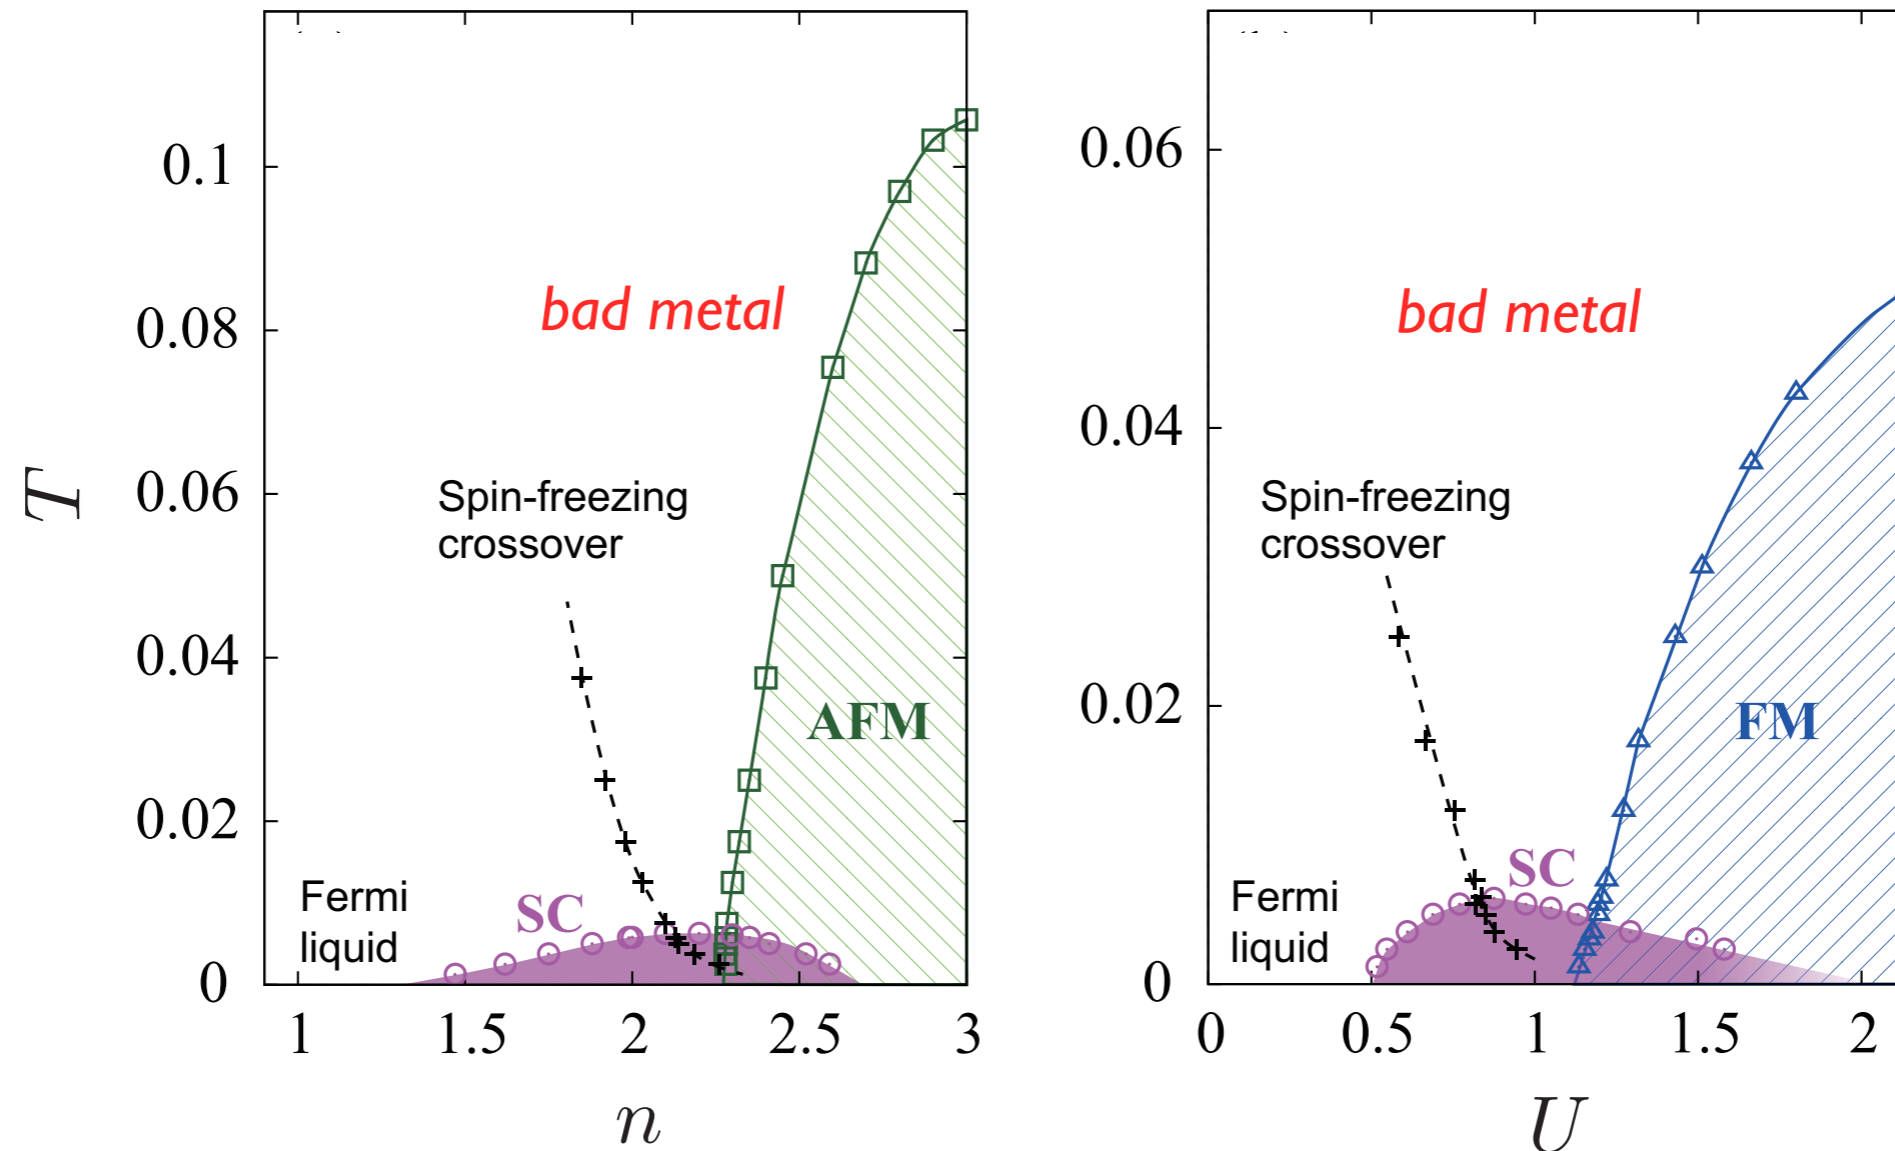 T
0.1
0.08
0.06
0.04
0.02
0
bad metal
Spin-freezing
crossover
AFM
SC
Fermi
liquid
1
1.5
2
2.5
3
n
0.06
0.04
0.02
0
bad metal
Spin-freezing
crossover
FM
SC
Fermi
liquid
0
0.5
1
1.5
2
U